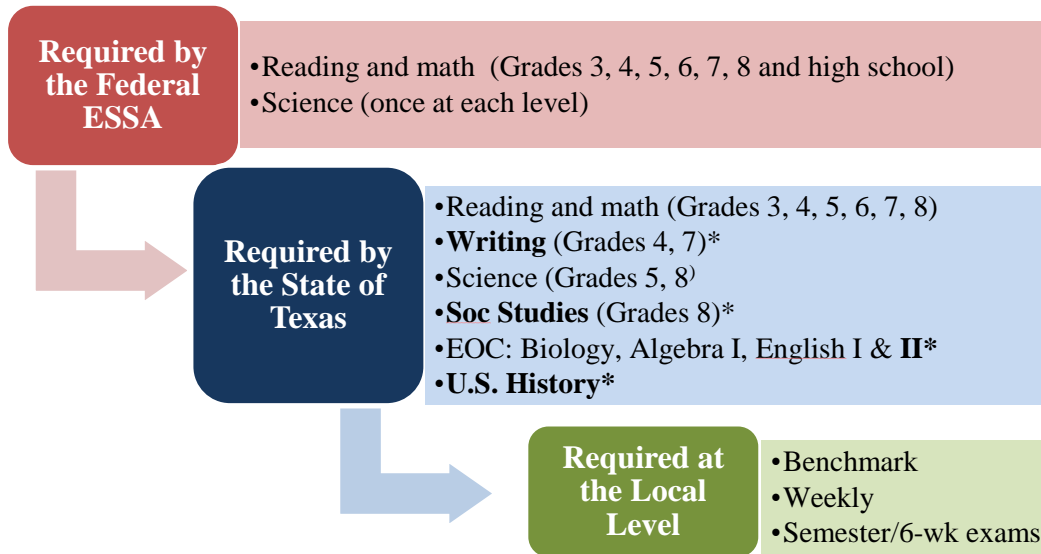 Required by
the Federal
ESSA
•Reading and math  (Grades 3, 4, 5, 6, 7, 8 and high school)
•Science (once at each level)
Required by
the State of
Texas
•Reading and math (Grades 3, 4, 5, 6, 7, 8)
•Writing (Grades 4, 7)*
•Science (Grades 5, 8)
•Soc Studies (Grades 8)*
•EOC: Biology, Algebra I, English I & II*
•U.S. History*
Required at
the Local
Level
•Benchmark
•Weekly
•Semester/6-wk exams